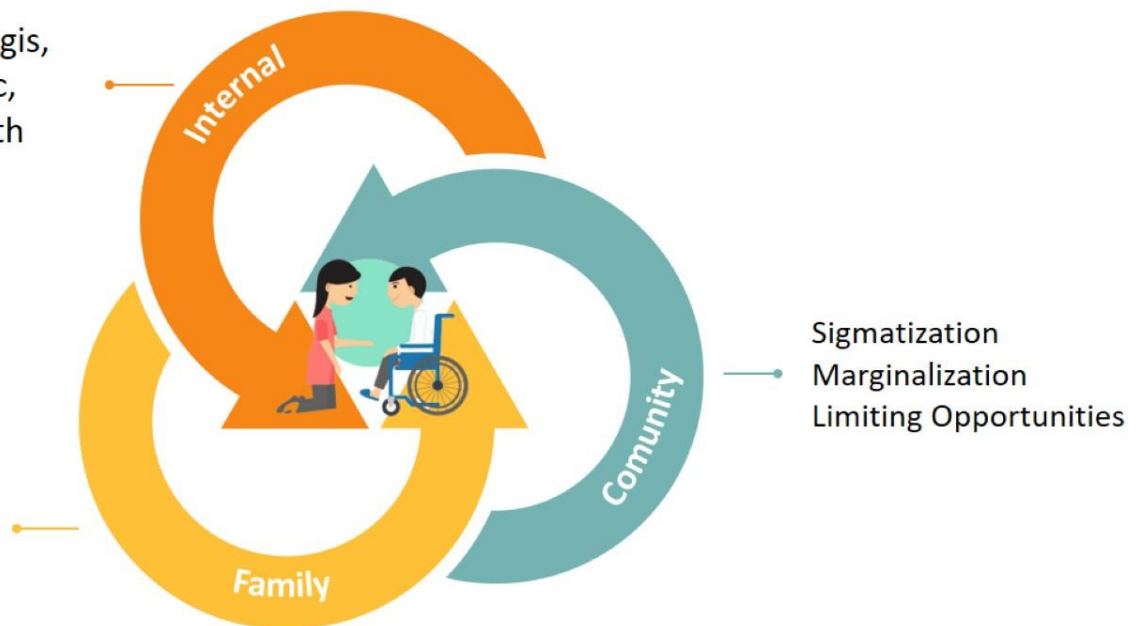 gis,
c,
th
Internal
Sigmatization
Marginalization
Limiting Opportunities
Comunity
Family